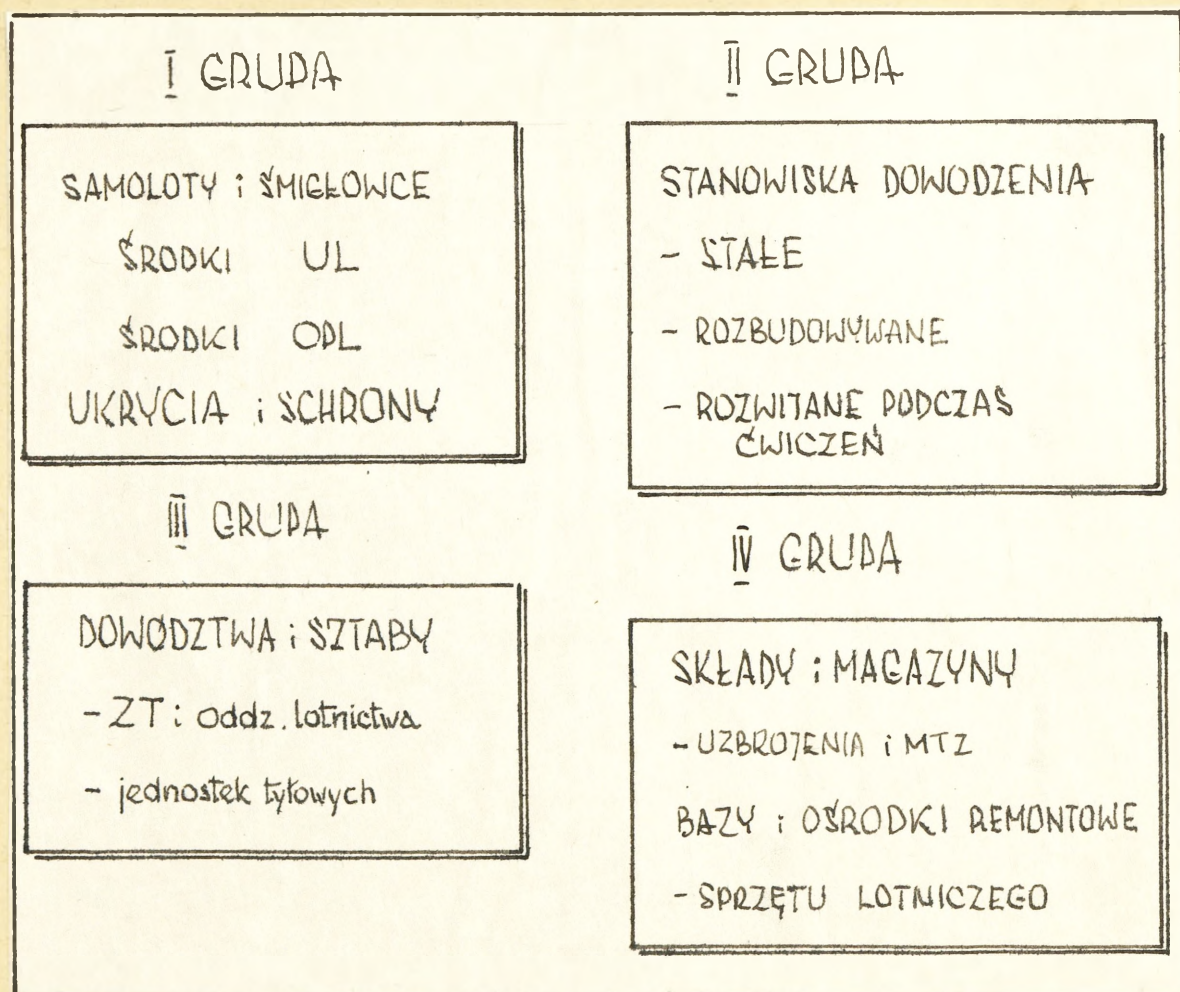 I GRUPA
SAMOLOTY i ŚMIGŁOWCE
ŚRODKI UL
ŚRODKI OPL
UKRYCIA i SCHRONY
II GRUPA
STANOWISKA DOWODZENIA
- STAŁE
- ROZBUDOWYWANE
- ROZWIJANE PODCZAS
ĆWICZEŃ
III GRUPA
DOWÓDZTWA i SZTABY
- ZT i oddz. lotnictwa
- jednostek tyłowych
IV GRUPA
SKŁADY i MAGAZYNY
- UZBROJENIA i MTZ
BAZY i OŚRODKI REMONTOWE
- SPRZĘTU LOTNICZEGO